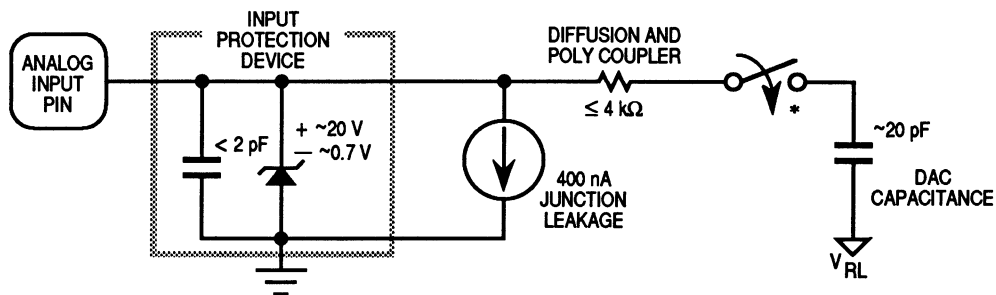 INPUT
PROTECTION
DEVICE
ANALOG
INPUT
PIN
< 2 pF
+ ~20 V
— ~0.7 V
400 nA
JUNCTION
LEAKAGE
DIFFUSION AND
POLY COUPLER
≤ 4 kΩ
*
~20 pF
DAC
CAPACITANCE
VRL